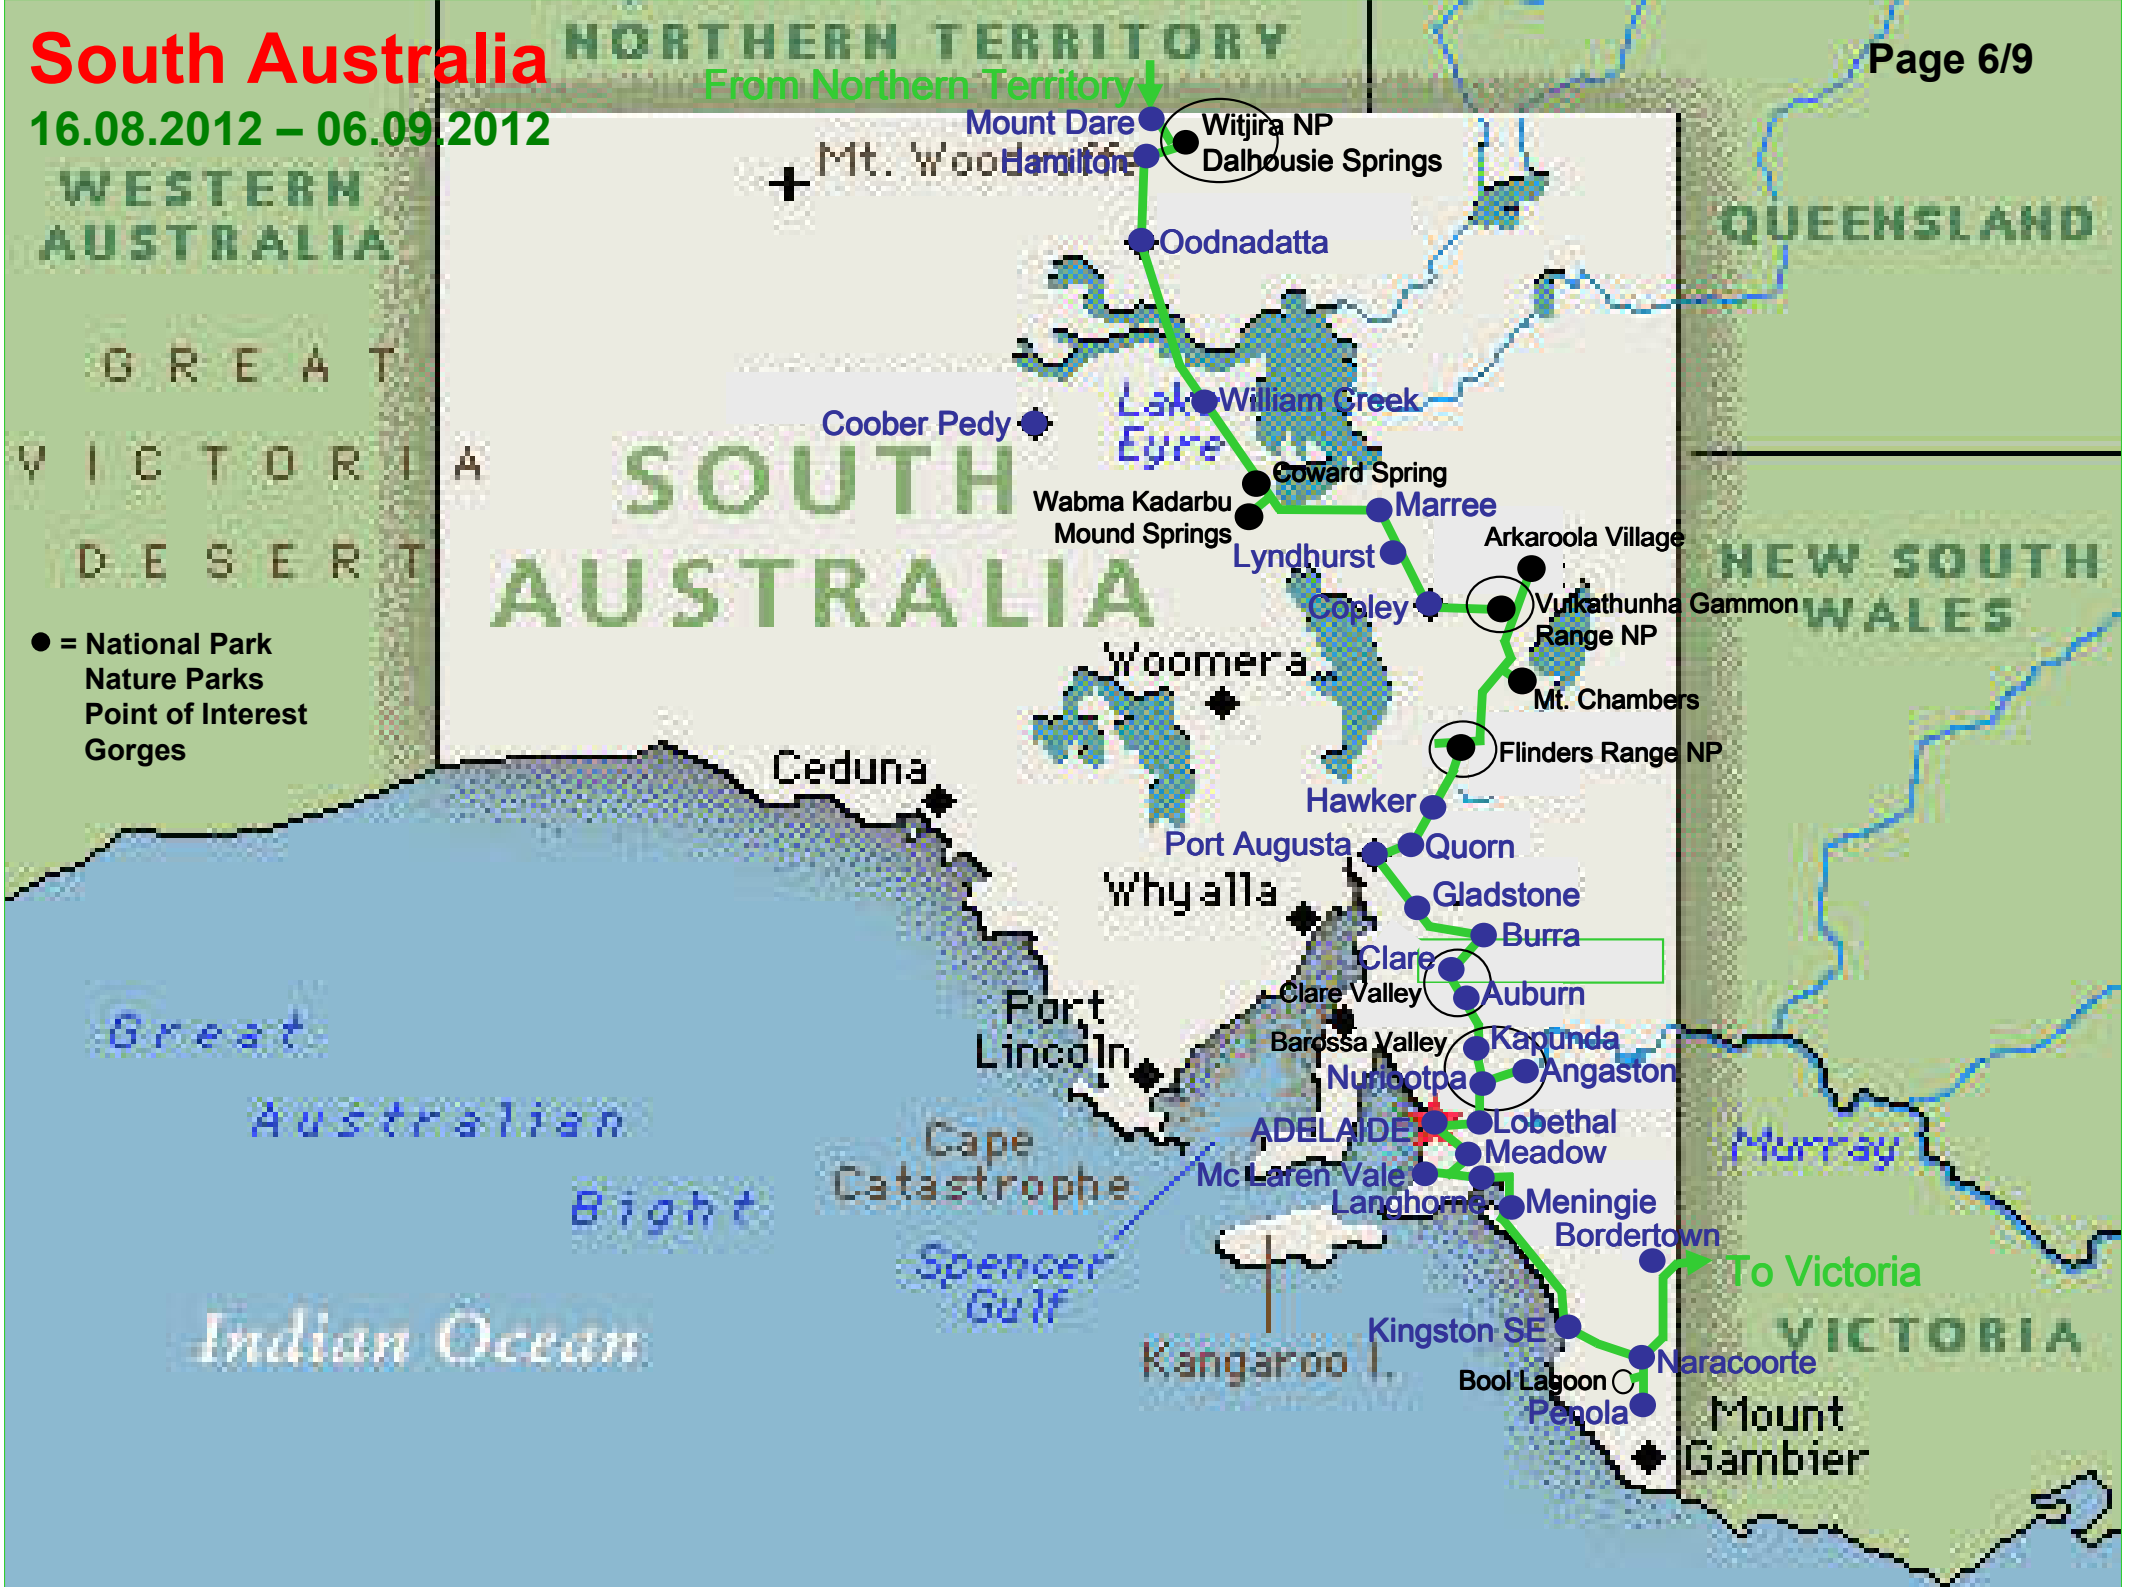 South Australia
16.08.2012 – 06.09.2012
Page 6/9
NORTHERN TERRITORY
From Northern Territory
Mount Dare
Witjira NP
Dalhousie Springs
Hamilton
Mt. Woodroffe
WESTERN
AUSTRALIA
QUEENSLAND
Oodnadatta
GREAT
VICTORIA
DESERT
Lake
Eyre
William Creek
Coober Pedy
SOUTH
AUSTRALIA
Coward Spring
Wabma Kadarbu
Mound Springs
Marree
Lyndhurst
Arkaroola Village
Copley
Vulkathunha Gammon
Range NP
NEW SOUTH
WALES
● = National Park
Nature Parks
Point of Interest
Gorges
Woomera
Mt. Chambers
Flinders Range NP
Ceduna
Hawker
Port Augusta
Quorn
Whyalla
Gladstone
Burra
Clare
Clare Valley
Auburn
Port
Lincoln
Barossa Valley
Kapunda
Nuriootpa
Angaston
ADELAIDE
Lobethal
Meadow
Mc Laren Vale
Langhorne
Meningie
Bordertown
Murray
Great
Australian
Bight
Cape
Catastrophe
Spencer
Gulf
To Victoria
VICTORIA
Indian Ocean
Kangaroo I.
Kingston SE
Naracoorte
Bool Lagoon
Penola
Mount
Gambier